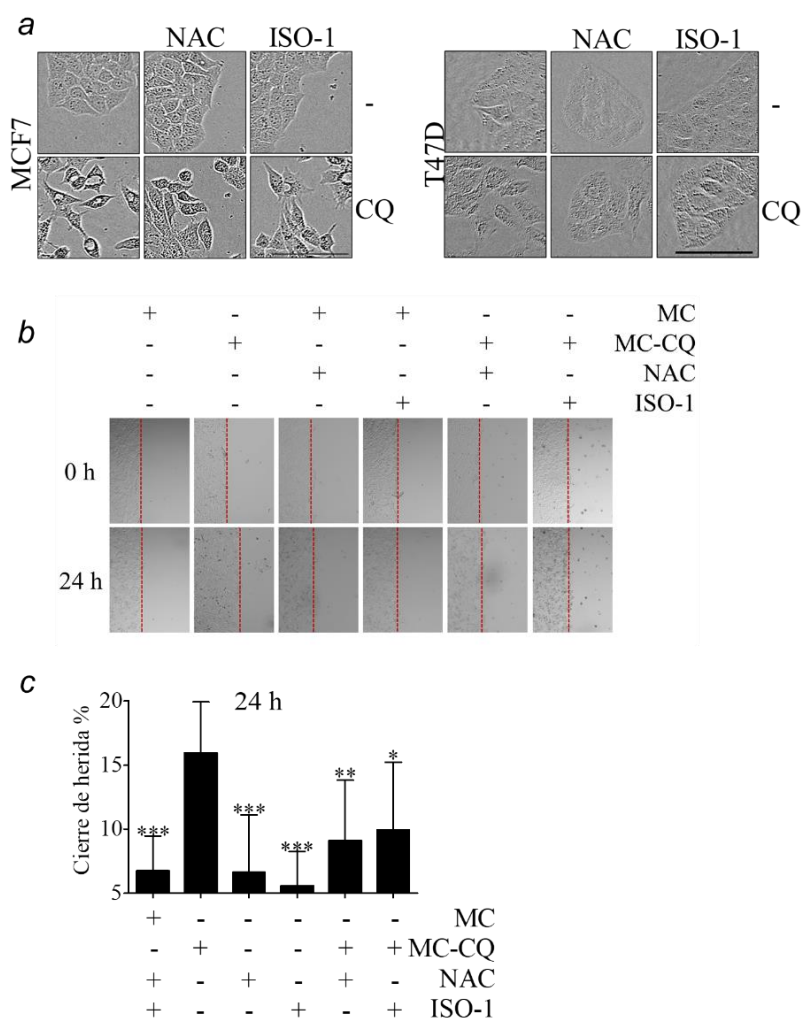 a
NAC ISO-1 NAC ISO-1
MCF7 - T47D -
CQ CQ
b
+ - + + - - MC
- + - - + + MC-CQ
- - + - + - NAC
- - - + - + ISO-1
0 h
24 h
c
24 h
Cierre de herida %
20
15
10
5
*** *** *** ** *
+ - - - - - MC
- + - - + + MC-CQ
+ - + - + - NAC
+ - - + - + ISO-1